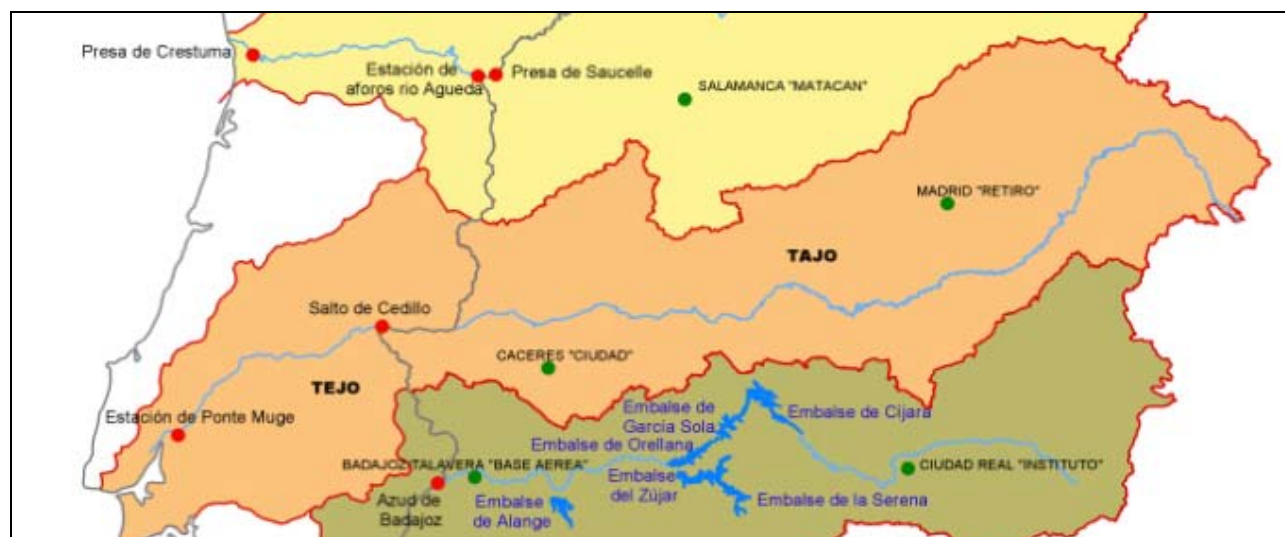 Presa de Crestuma
Estación de
aforos rio Agueda
Presa de Saucelle
SALAMANCA "MATACAN"
MADRID "RETIRO"
TAJO
Salto de Cedillo
CACERES "CIUDAD"
TEJO
Estación de Ponte Muge
Embalse de
García Sola
Embalse de Cijara
Embalse de Orellana
BADAJOZ/TALAVERA "BASE AEREA"
CIUDAD REAL "INSTITUTO"
Embalse
del Zújar
Embalse de la Serena
Azud de
Badajoz
Embalse
de Alange